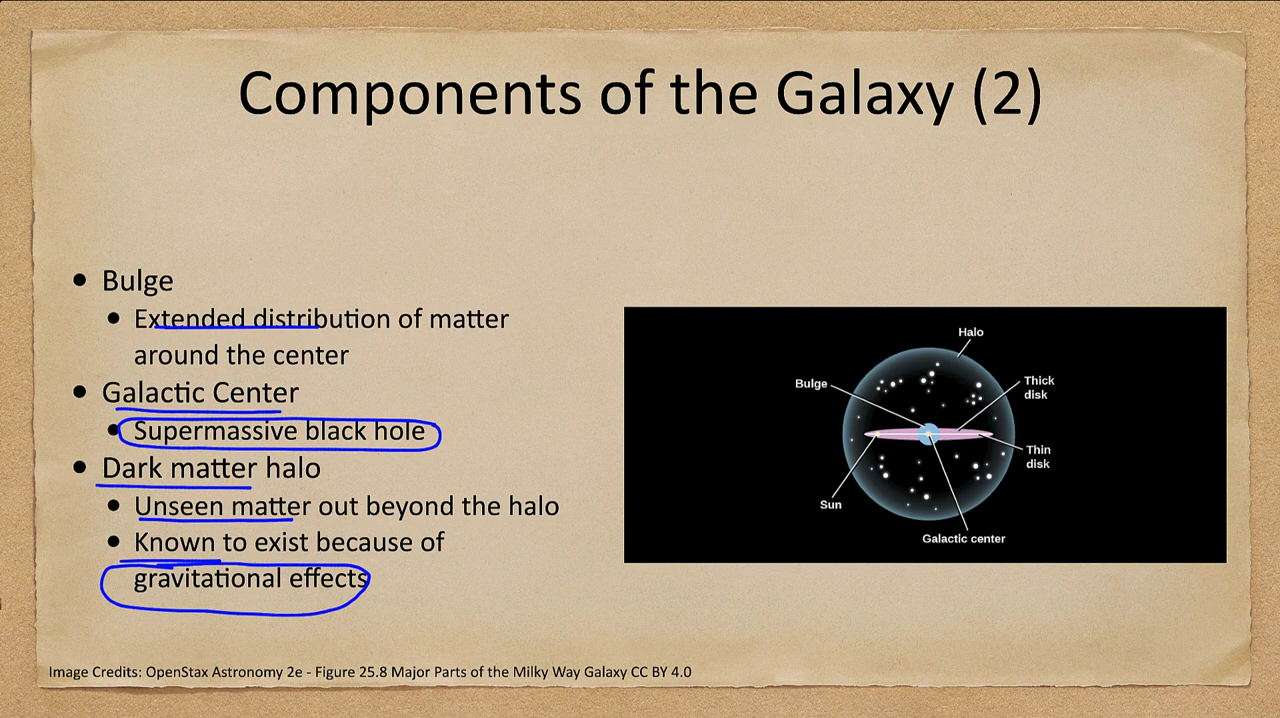 Components of the Galaxy (2)
• Bulge
• Extended distribution of matter
around the center
• Galactic Center
• Supermassive black hole
• Dark matter halo
• Unseen matter out beyond the halo
• Known to exist because of
gravitational effects
Halo
Bulge
Thick
disk
Thin
disk
Sun
Galactic center
Image Credits: OpenStax Astronomy 2e - Figure 25.8 Major Parts of the Milky Way Galaxy CC BY 4.0